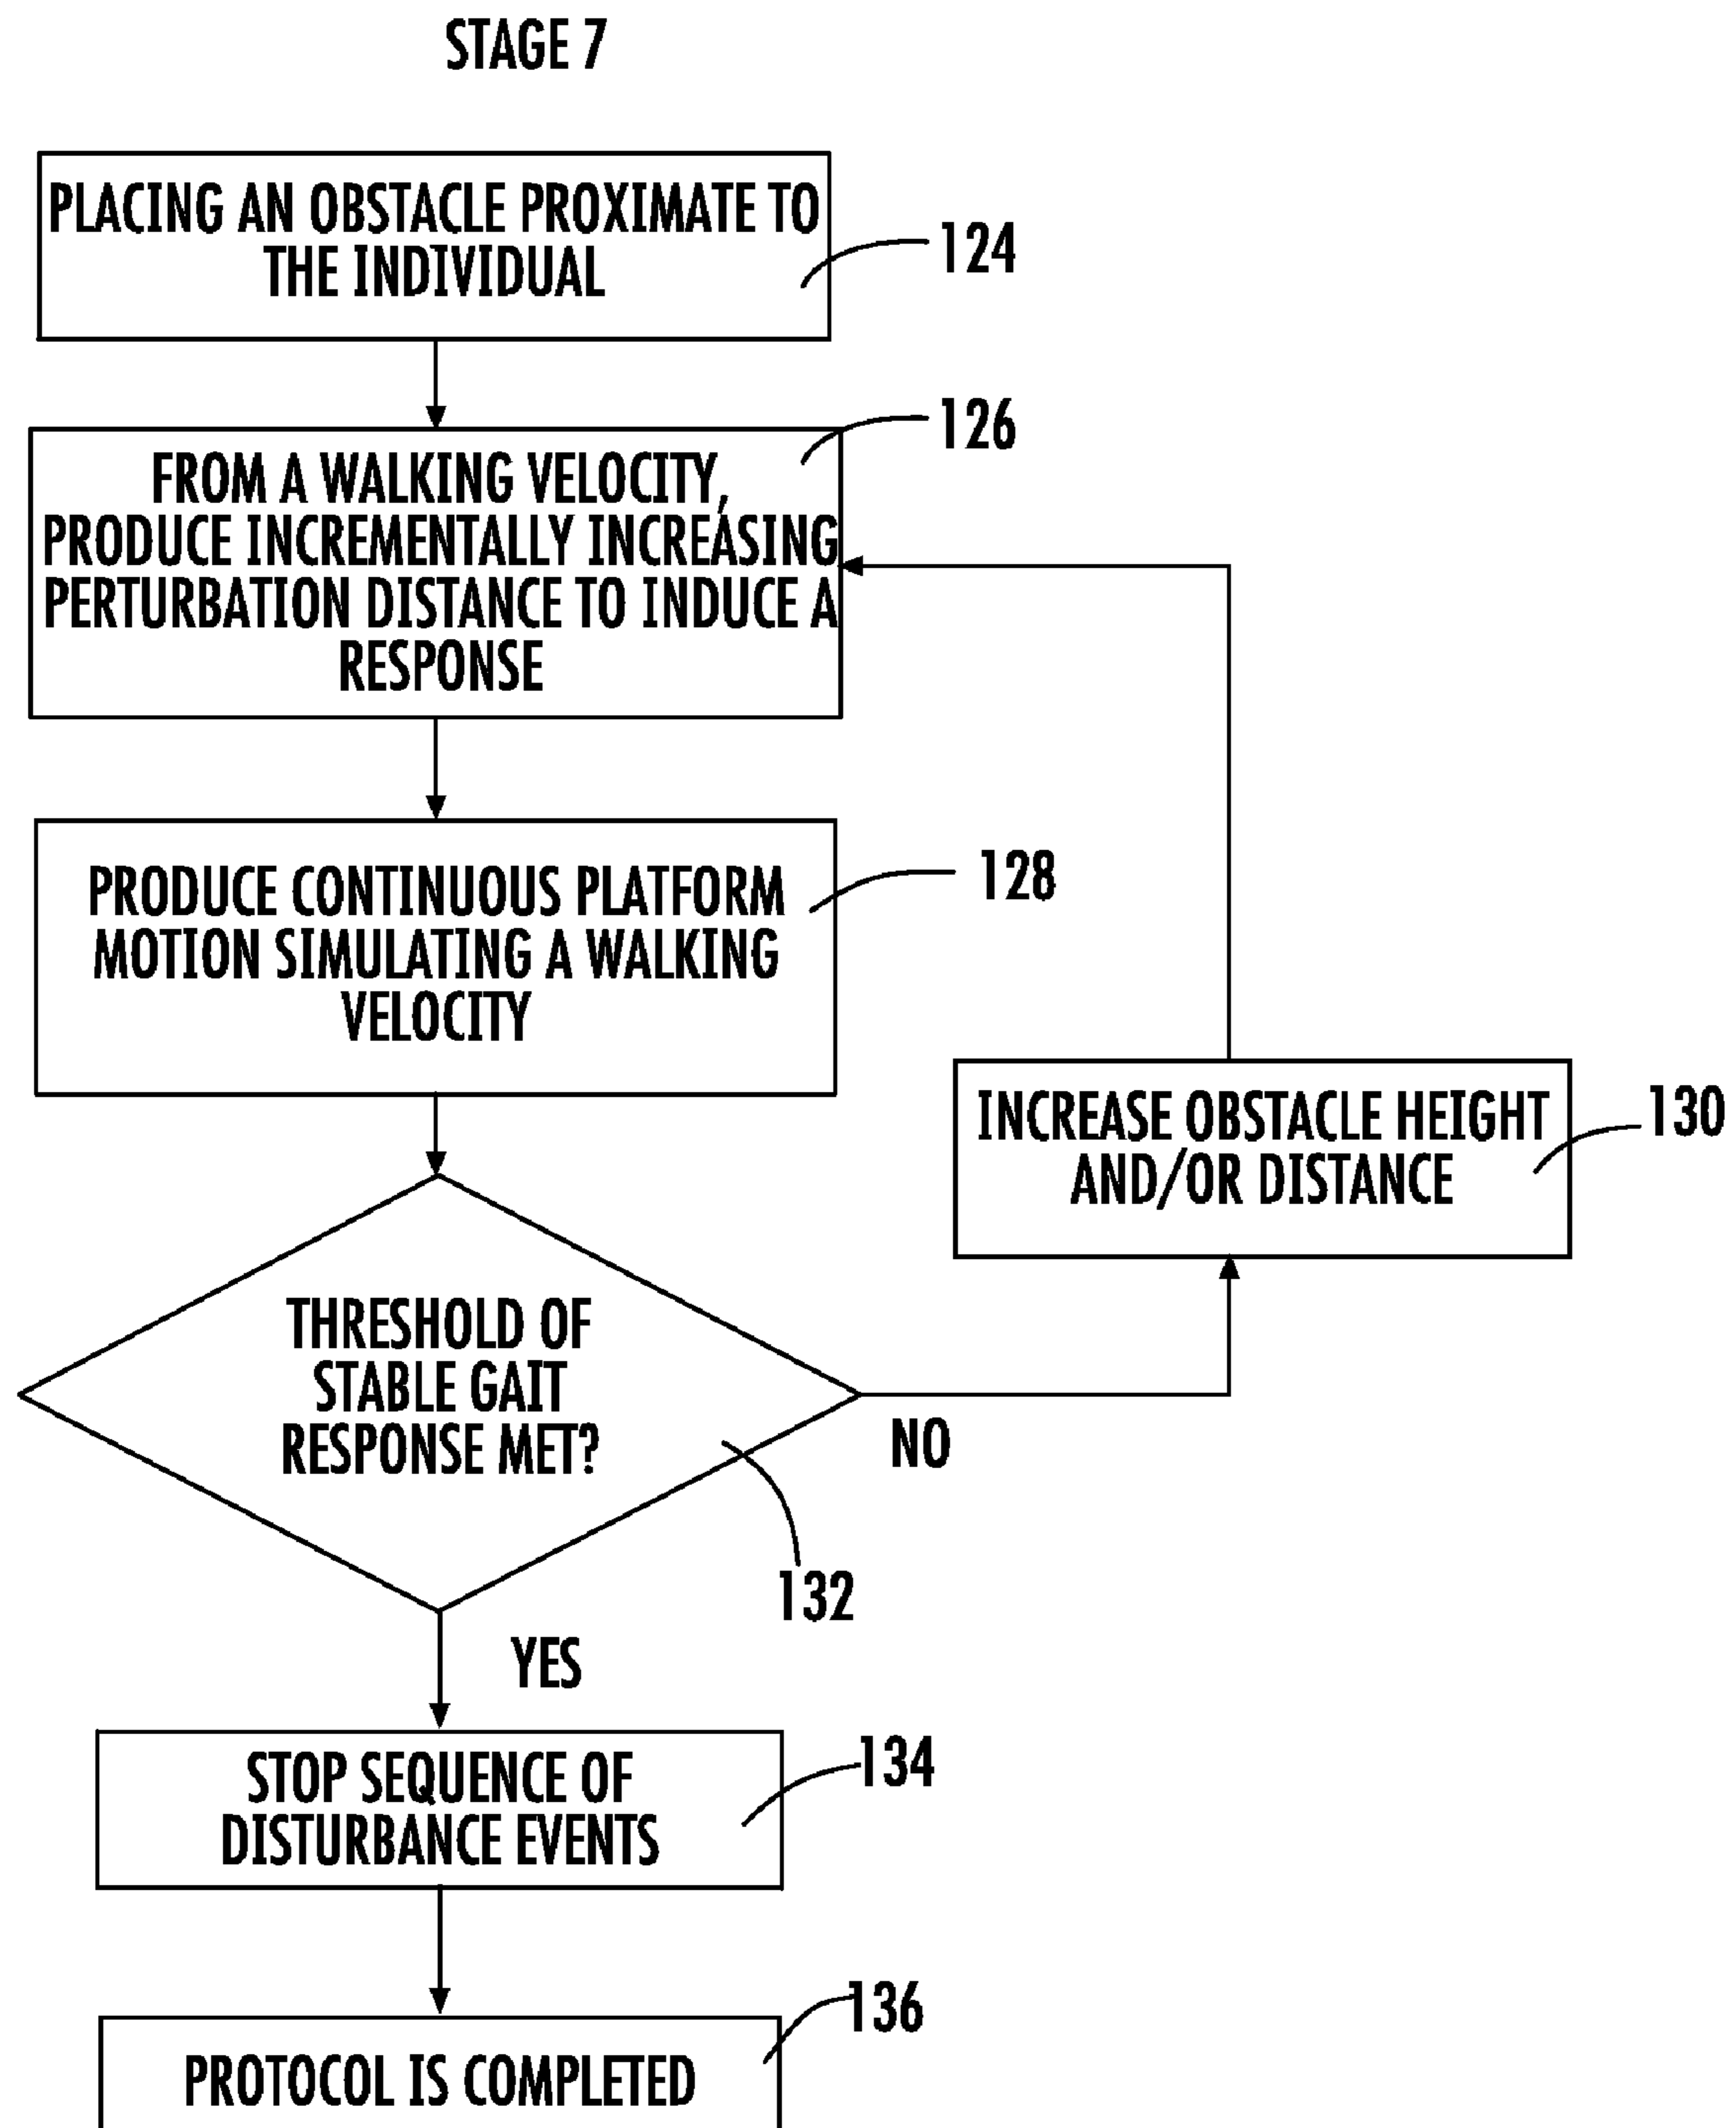 STAGE 7
PLACING AN OBSTACLE PROXIMATE TO
THE INDIVIDUAL
124
126
FROM A WALKING VELOCITY,
PRODUCE INCREMENTALLY INCREASING
PERTURBATION DISTANCE TO INDUCE A
RESPONSE
128
PRODUCE CONTINUOUS PLATFORM
MOTION SIMULATING A WALKING
VELOCITY
INCREASE OBSTACLE HEIGHT
AND/OR DISTANCE
130
THRESHOLD OF
STABLE GAIT
RESPONSE MET?
NO
132
YES
STOP SEQUENCE OF
DISTURBANCE EVENTS
134
136
PROTOCOL IS COMPLETED